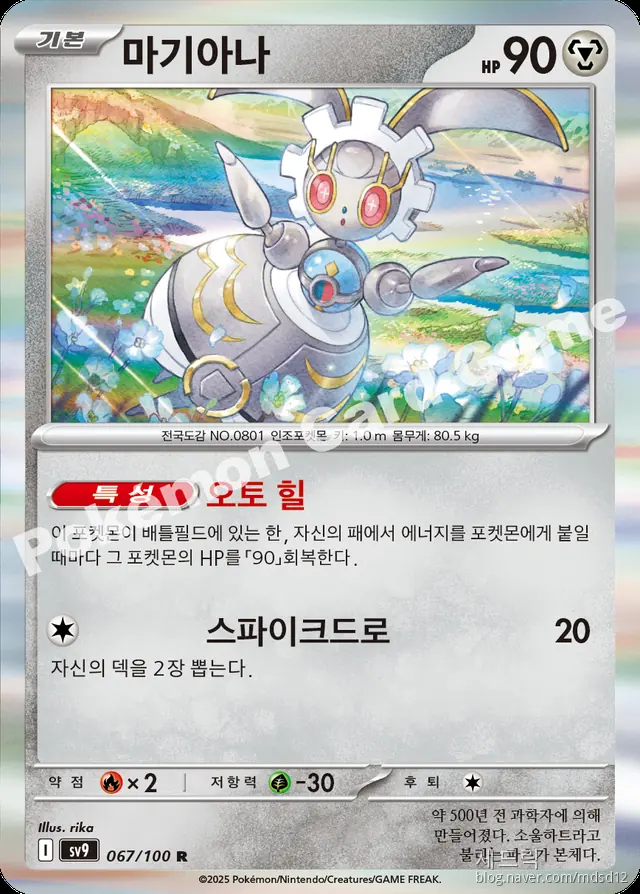 기본 마기아나 HP 90
전국도감 NO.0801 인조포켓몬 키: 1.0 m 몸무게: 80.5 kg
특성 오토 힐
이 포켓몬이 배틀필드에 있는 한, 자신의 패에서 에너지를 포켓몬에게 붙일
때마다 그 포켓몬의 HP를 「90」회복한다.
스파이크드로 20
자신의 덱을 2장 뽑는다.
약점 ×2 저항력 -30 후퇴
Illus. rika
약 500년 전 과학자에 의해
만들어졌다. 소울하트라고
불리는 파츠가 본체다.
I sv9 067/100 R
©2025 Pokémon/Nintendo/Creatures/GAME FREAK.
Pokémon Card Game
blog.naver.com/mdsd12